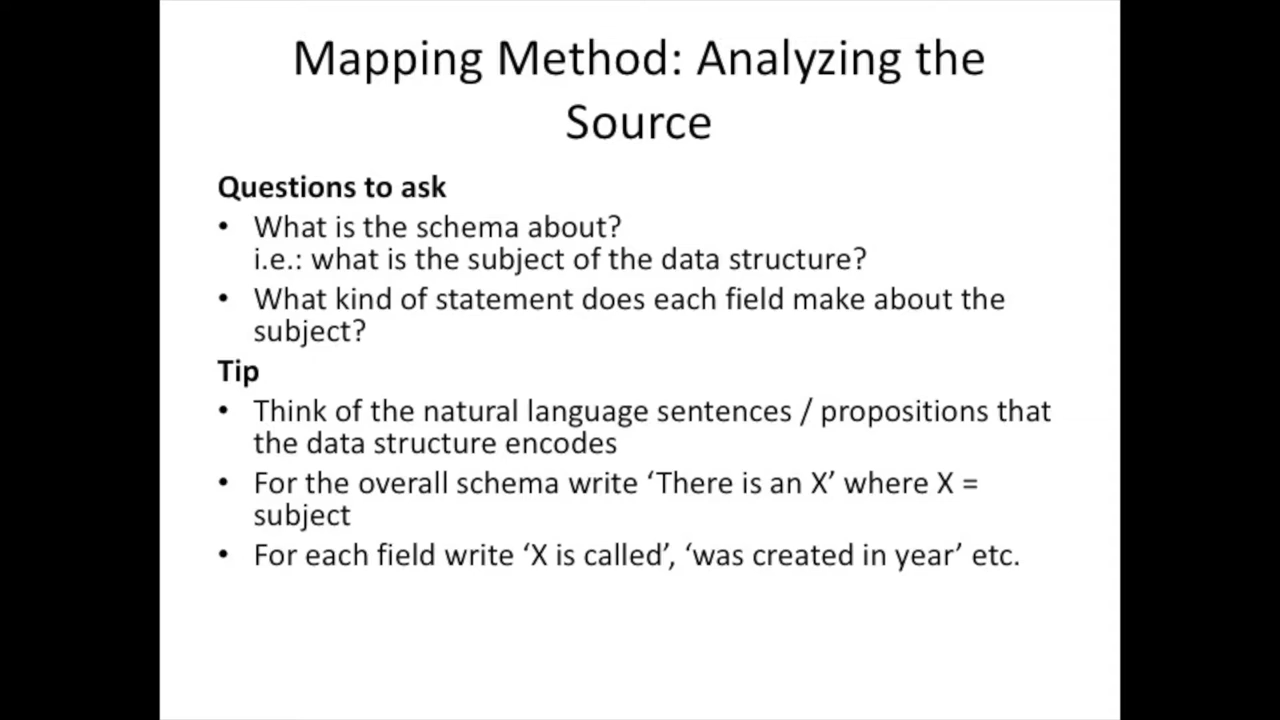 Mapping Method: Analyzing the
Source
Questions to ask
• What is the schema about?
i.e.: what is the subject of the data structure?
• What kind of statement does each field make about the
subject?
Tip
• Think of the natural language sentences / propositions that
the data structure encodes
• For the overall schema write ‘There is an X’ where X =
subject
• For each field write ‘X is called’, ‘was created in year’ etc.